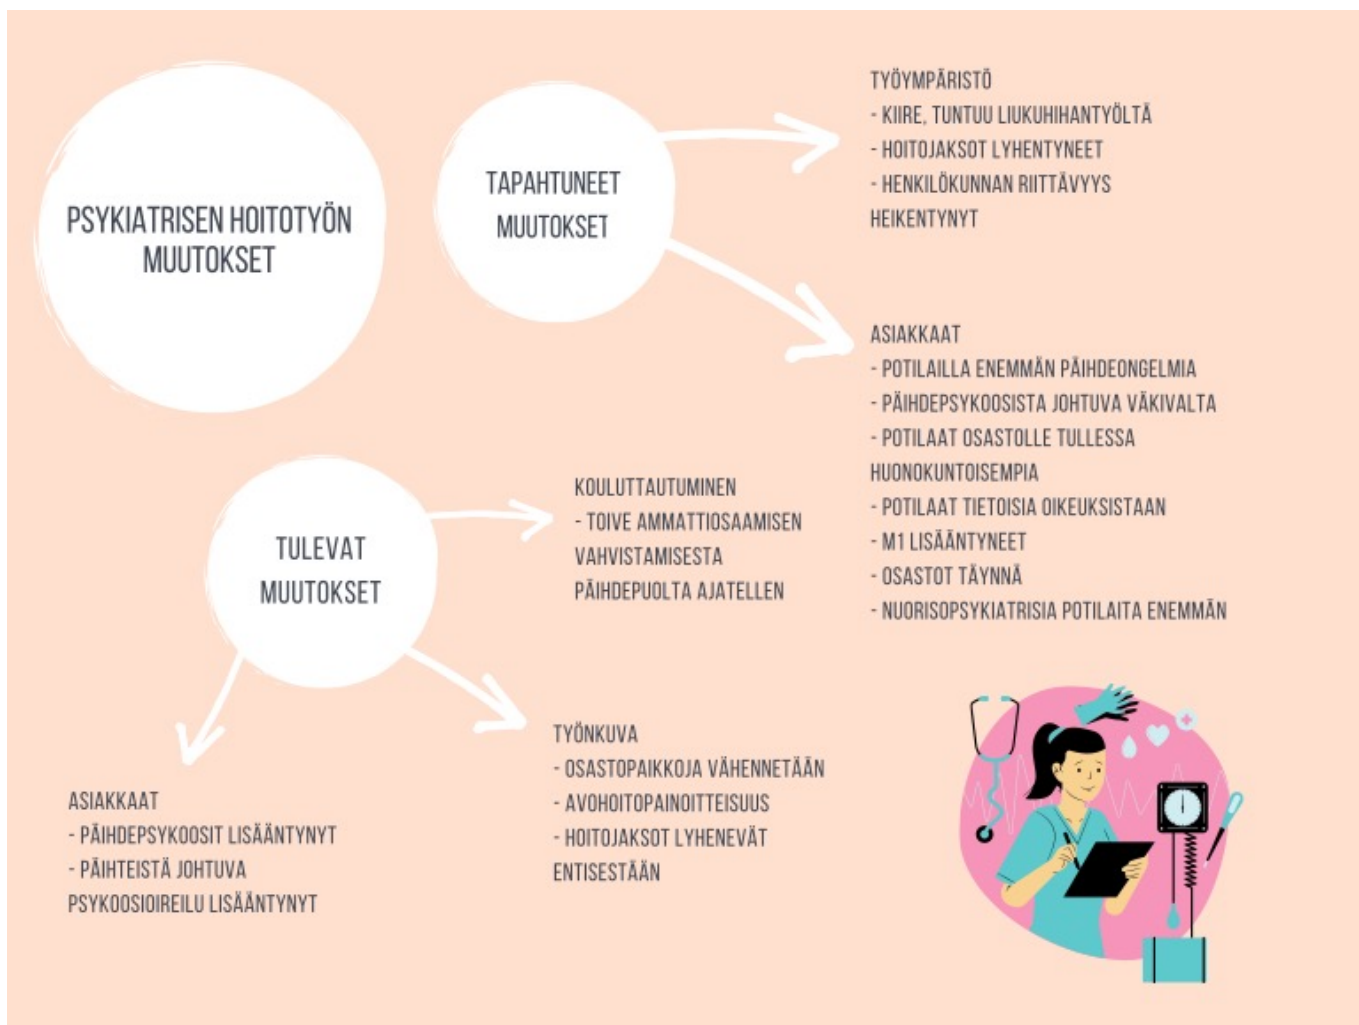 PSYKIATRISEN HOITOTYÖN
MUUTOKSET
TAPAHTUNEET
MUUTOKSET
TYÖYMPÄRISTÖ
- KIIRE, TUNTUU LIUKUHIHANTYÖLTÄ
- HOITOJAKSOT LYHENTYNEET
- HENKILÖKUNNAN RIITTÄVYYS
HEIKENTYNYT
ASIAKKAAT
- POTILAILLA ENEMMÄN PÄIHDEONGELMIA
- PÄIHDEPSYKOOSISTA JOHTUVA VÄKIVALTA
- POTILAAT OSASTOLLE TULLESSA
HUONOKUNTOISEMPIA
- POTILAAT TIETOISIA OIKEUKSISTAAN
- M1 LISÄÄNTYNEET
- OSASTOT TÄYNNÄ
- NUORISOPSYKIATRISIA POTILAITA ENEMMÄN
TULEVAT
MUUTOKSET
KOULUTTAUTUMINEN
- TOIVE AMMATTIOSAAMISEN
VAHVISTAMISESTA
PÄIHDEPUOLTA AJATELLEN
TYÖNKUVA
- OSASTOPAIKKOJA VÄHENNETÄÄN
- AVOHOITOPAINOITTEISUUS
- HOITOJAKSOT LYHENEVÄT
ENTISESTÄÄN
ASIAKKAAT
- PÄIHDEPSYKOOSIT LISÄÄNTYNYT
- PÄIHTEISTÄ JOHTUVA
PSYKOOSIOIREILU LISÄÄNTYNYT